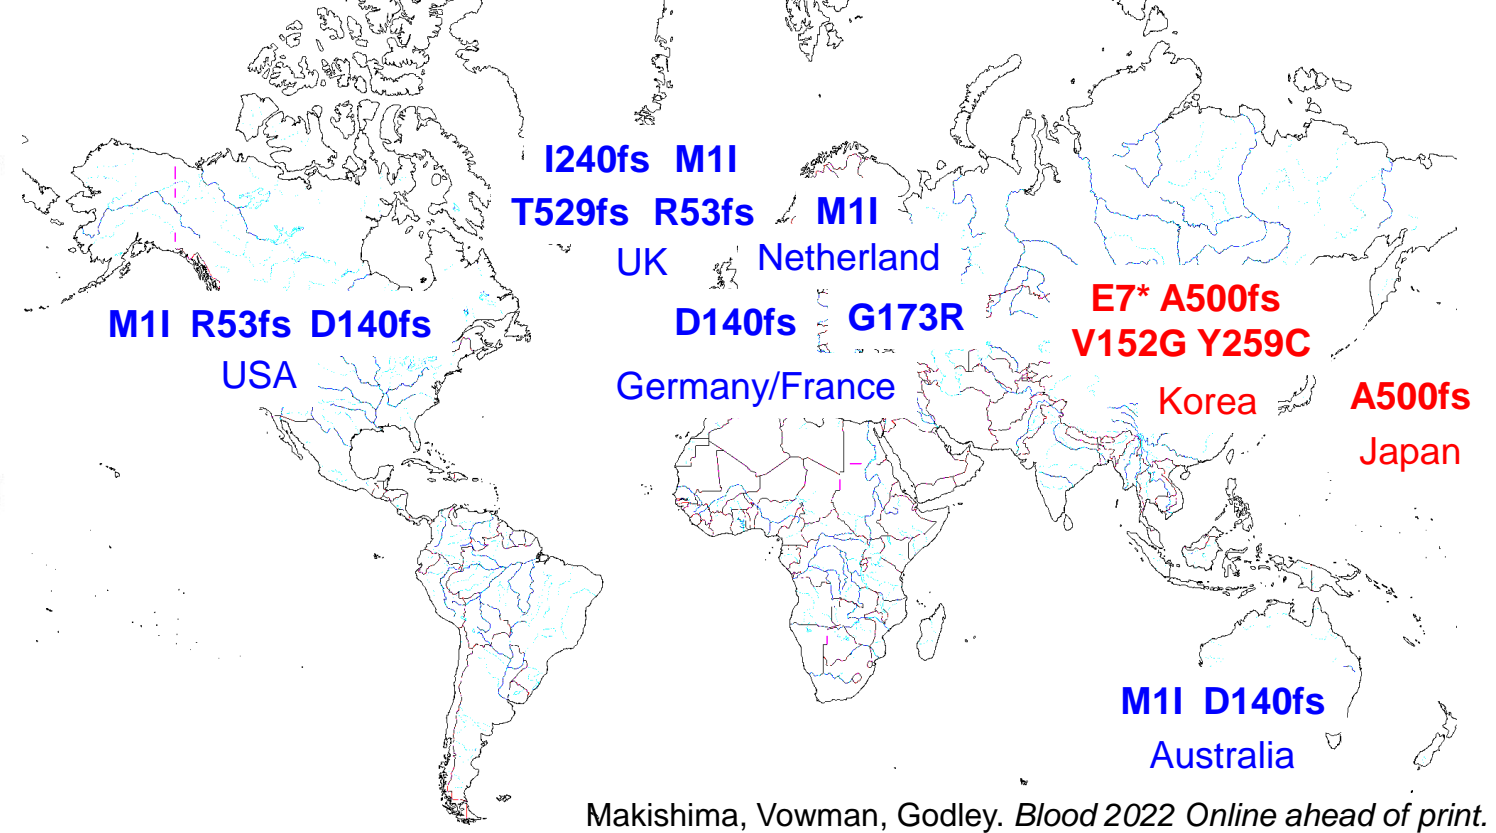 I240fs M1I
T529fs R53fs M1I
UK Netherland
M1I R53fs D140fs
USA
D140fs G173R
Germany/France
E7* A500fs
V152G Y259C
Korea
A500fs
Japan
M1I D140fs
Australia
Makishima, Vowman, Godley. Blood 2022 Online ahead of print.